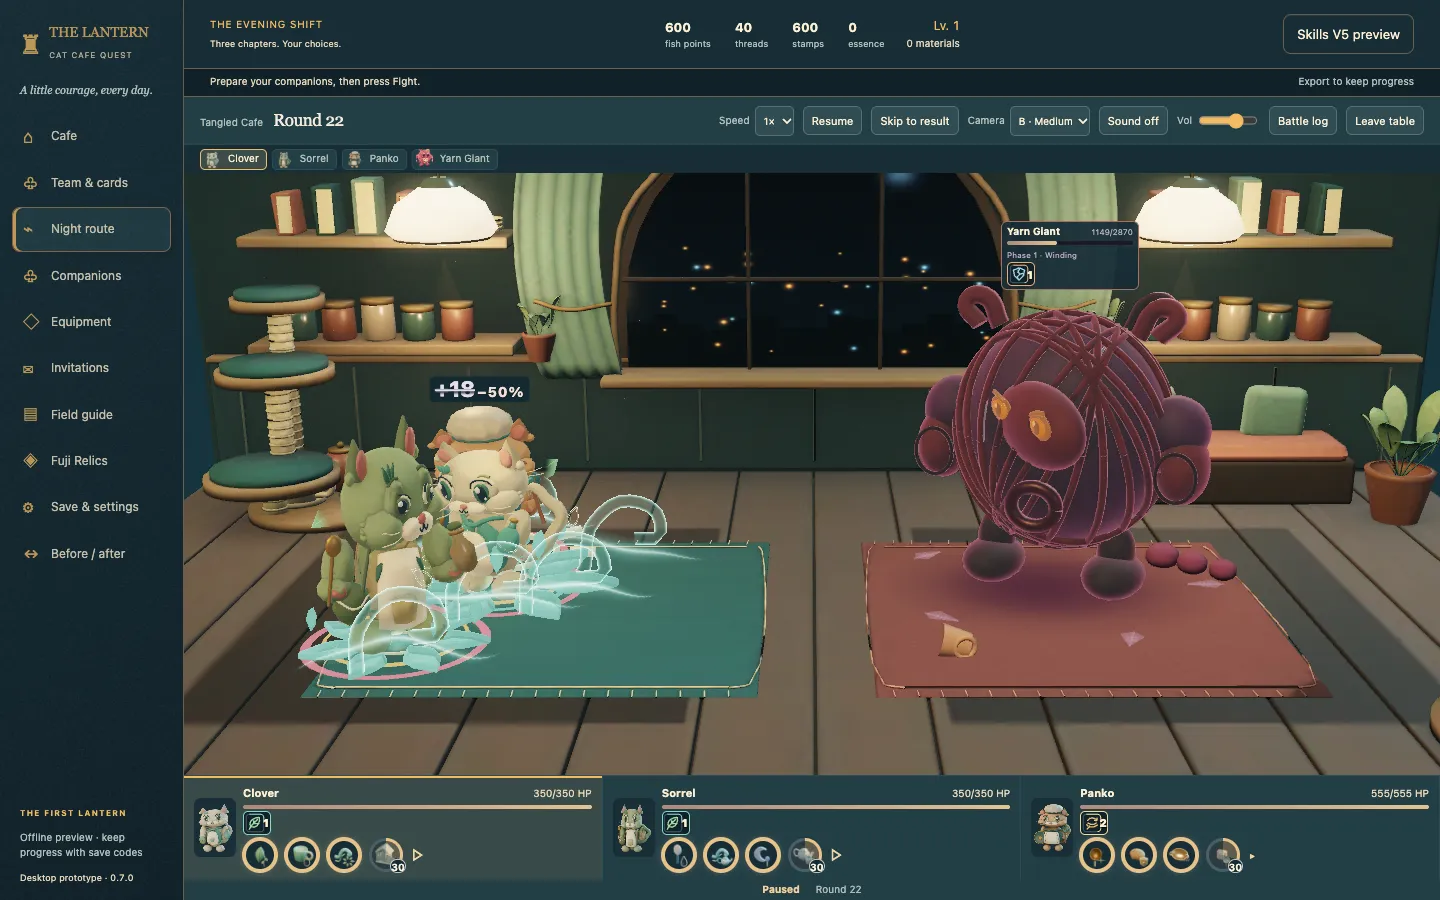 THE LANTERN
CAT CAFE QUEST
A little courage, every day.
Cafe
Team & cards
Night route
Companions
Equipment
Invitations
Field guide
Fuji Relics
Save & settings
Before / after
THE FIRST LANTERN
Offline preview · keep
progress with save codes
Desktop prototype · 0.7.0
THE EVENING SHIFT
Three chapters. Your choices.
600
fish points
40
threads
600
stamps
0
essence
Lv. 1
0 materials
Skills V5 preview
Prepare your companions, then press Fight.
Export to keep progress
Tangled Cafe
Round 22
Speed
1x
Resume
Skip to result
Camera
B · Medium
Sound off
Vol
Battle log
Leave table
Clover
Sorrel
Panko
Yarn Giant
Yarn Giant
1149/2870
Phase 1 · Winding
1
+18 -50%
Clover
350/350 HP
1
30
Sorrel
350/350 HP
1
30
Panko
555/555 HP
2
30
Paused
Round 22